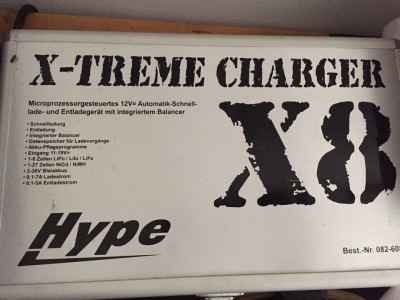 X-TREME CHARGER
Microprozessorgesteuertes 12V= Automatik-Schnell-
lade- und Entladegerät mit integriertem Balancer
• Schnellladung
• Entladung
• Integrierter Balancer
• Datenspeicher für Ladevorgänge
• Akku-Pflegeprogramme
• Eingang 11-18V=
• 1-8 Zellen LiPo / LiIo / LiFe
• 1-27 Zellen NiCd / NiMH
• 2-36V Bleiakkus
• 0,1-7A Ladestrom
• 0,1-5A Entladestrom
X8
Hype
Best.-Nr. 082-60